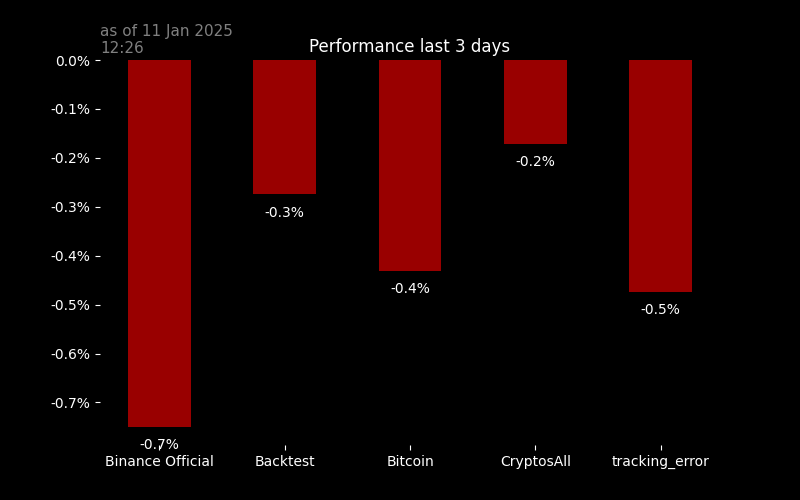 as of 11 Jan 2025
12:26
Performance last 3 days
0.0%
-0.1%
-0.2%
-0.3%
-0.4%
-0.5%
-0.6%
-0.7%
-0.7%
-0.3%
-0.4%
-0.2%
-0.5%
Binance Official
Backtest
Bitcoin
CryptosAll
tracking_error